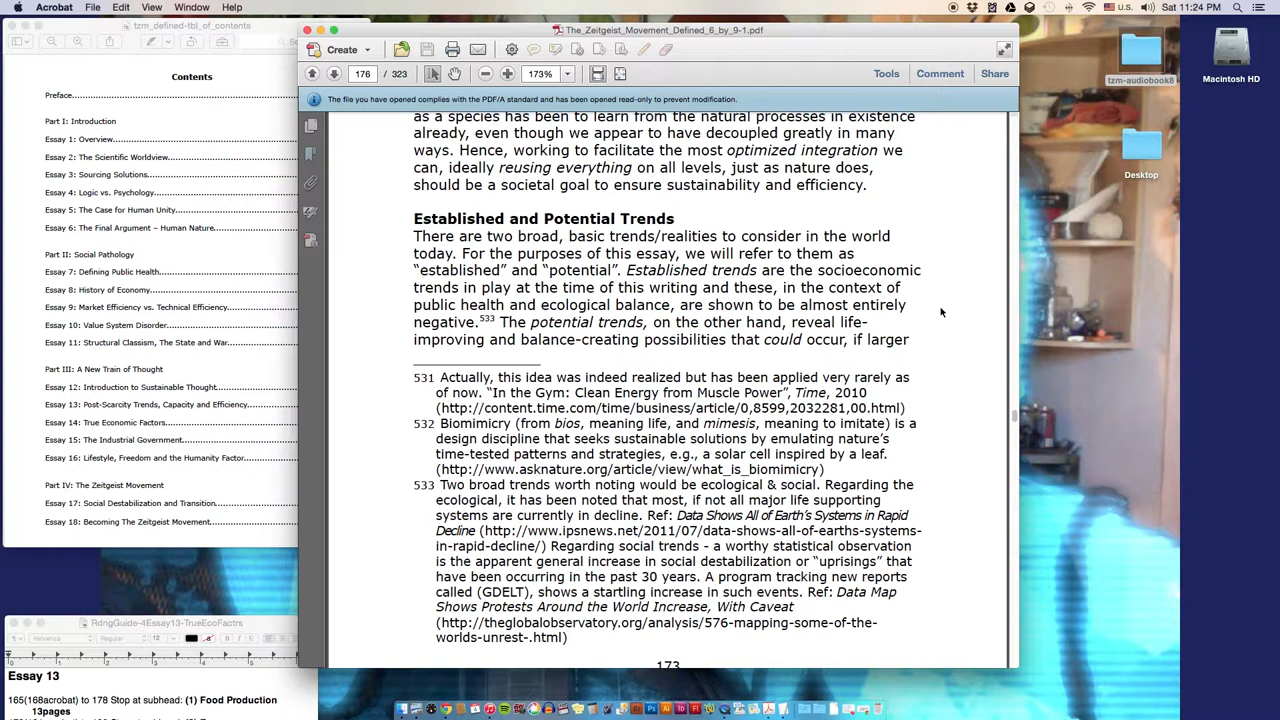 Acrobat File Edit View Window Help
U.S. Sat 11:24 PM
tzm_defined-tbl_of_contents
Contents
Preface
Part I: Introduction
Essay 1: Overview
Essay 2: The Scientific Worldview
Essay 3: Sourcing Solutions
Essay 4: Logic vs. Psychology
Essay 5: The Case for Human Unity
Essay 6: The Final Argument – Human Nature
Part II: Social Pathology
Essay 7: Defining Public Health
Essay 8: History of Economy
Essay 9: Market Efficiency vs. Technical Efficiency
Essay 10: Value System Disorder
Essay 11: Structural Classism, The State and War
Part III: A New Train of Thought
Essay 12: Introduction to Sustainable Thought
Essay 13: Post-Scarcity Trends, Capacity and Efficiency
Essay 14: True Economic Factors
Essay 15: The Industrial Government
Essay 16: Lifestyle, Freedom and the Humanity Factor
Part IV: The Zeitgeist Movement
Essay 17: Social Destabilization and Transition
Essay 18: Becoming The Zeitgeist Movement
RdngGuide-4Essay13-TrueEcoFactrs
Helvetica Regular 12 B I U
0 1 2 3 4 5
Essay 13
165(168acrobat) to 178 Stop at subhead: (1) Food Production
13pages
The_Zeitgeist_Movement_Defined_6_by_9-1.pdf
Create
176 / 323 173% Tools Comment Share
The file you have opened complies with the PDF/A standard and has been opened read-only to prevent modification.
as a species has been to learn from the natural processes in existence
already, even though we appear to have decoupled greatly in many
ways. Hence, working to facilitate the most optimized integration we
can, ideally reusing everything on all levels, just as nature does,
should be a societal goal to ensure sustainability and efficiency.
Established and Potential Trends
There are two broad, basic trends/realities to consider in the world
today. For the purposes of this essay, we will refer to them as
“established” and “potential”. Established trends are the socioeconomic
trends in play at the time of this writing and these, in the context of
public health and ecological balance, are shown to be almost entirely
negative.533 The potential trends, on the other hand, reveal life-
improving and balance-creating possibilities that could occur, if larger
531 Actually, this idea was indeed realized but has been applied very rarely as
of now. “In the Gym: Clean Energy from Muscle Power”, Time, 2010
(http://content.time.com/time/business/article/0,8599,2032281,00.html)
532 Biomimicry (from bios, meaning life, and mimesis, meaning to imitate) is a
design discipline that seeks sustainable solutions by emulating nature’s
time-tested patterns and strategies, e.g., a solar cell inspired by a leaf.
(http://www.asknature.org/article/view/what_is_biomimicry)
533 Two broad trends worth noting would be ecological & social. Regarding the
ecological, it has been noted that most, if not all major life supporting
systems are currently in decline. Ref: Data Shows All of Earth’s Systems in Rapid
Decline (http://www.ipsnews.net/2011/07/data-shows-all-of-earths-systems-
in-rapid-decline/) Regarding social trends - a worthy statistical observation
is the apparent general increase in social destabilization or “uprisings” that
have been occurring in the past 30 years. A program tracking new reports
called (GDELT), shows a startling increase in such events. Ref: Data Map
Shows Protests Around the World Increase, With Caveat
(http://theglobalobservatory.org/analysis/576-mapping-some-of-the-
worlds-unrest-.html)
173
tzm-audiobook8
Desktop
Macintosh HD